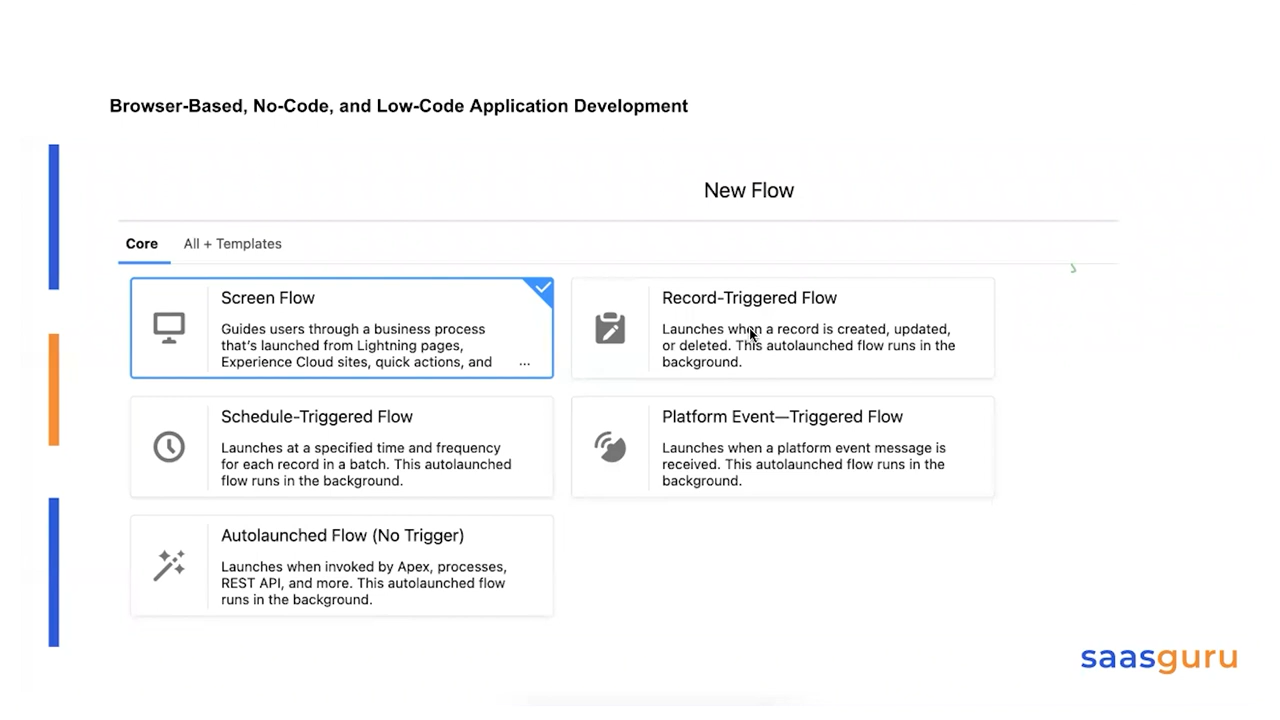 Browser-Based, No-Code, and Low-Code Application Development
New Flow
Core
All + Templates
Screen Flow
Guides users through a business process
that's launched from Lightning pages,
Experience Cloud sites, quick actions, and ...
Record-Triggered Flow
Launches when a record is created, updated,
or deleted. This autolaunched flow runs in the
background.
Schedule-Triggered Flow
Launches at a specified time and frequency
for each record in a batch. This autolaunched
flow runs in the background.
Platform Event—Triggered Flow
Launches when a platform event message is
received. This autolaunched flow runs in the
background.
Autolaunched Flow (No Trigger)
Launches when invoked by Apex, processes,
REST API, and more. This autolaunched flow
runs in the background.
saasguru